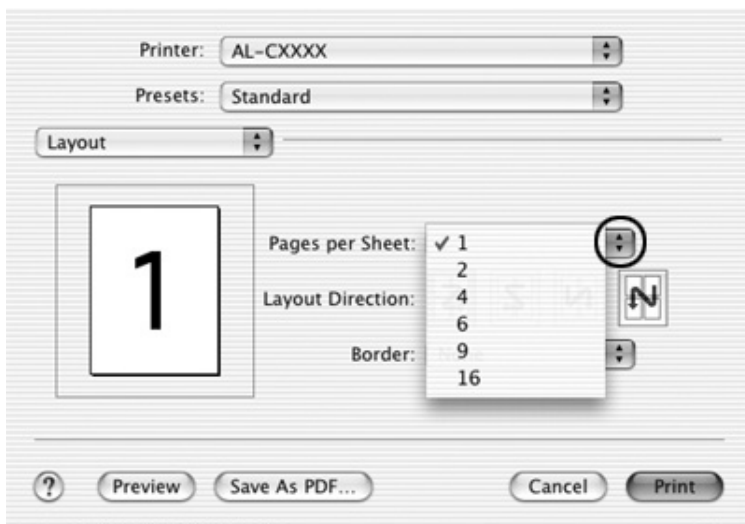 Printer: AL-CXXXX
Presets: Standard
Layout
1
Pages per Sheet: ✓ 1
2
Layout Direction: 4
6
Border: 9
16
? Preview Save As PDF... Cancel Print